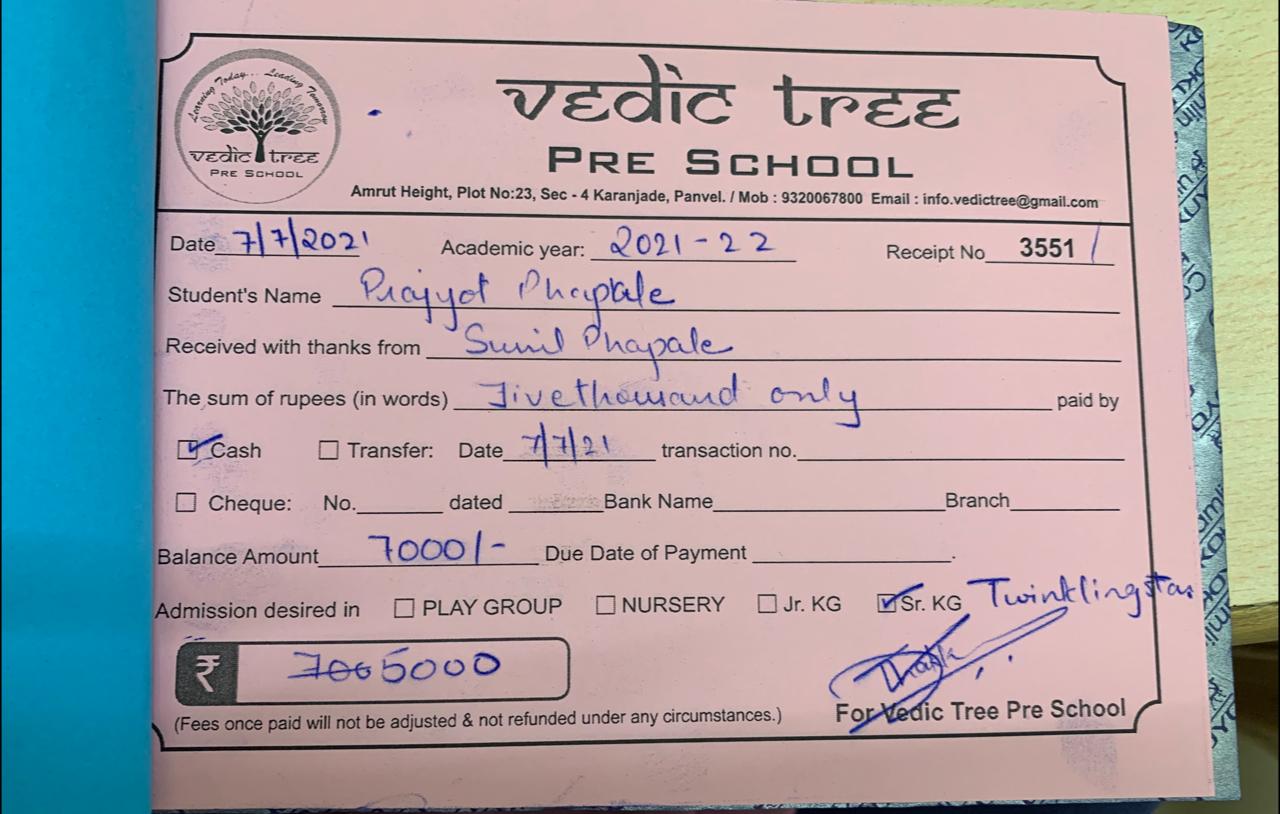 Learning Today... Leading Tomorrow
vedic tree
PRE SCHOOL
vedic tree
PRE SCHOOL
Amrut Height, Plot No:23, Sec - 4 Karanjade, Panvel. / Mob : 9320067800 Email : info.vedictree@gmail.com
Date 7/7/2021 Academic year: 2021-22 Receipt No 3551 /
Student's Name Prajyot Dhapale
Received with thanks from Sunil Dhapale
The sum of rupees (in words) Five thousand only paid by
Cash Transfer: Date 7/7/21 transaction no.
Cheque: No. dated Bank Name Branch
Balance Amount 7000/- Due Date of Payment .
Admission desired in PLAY GROUP NURSERY Jr. KG Sr. KG Twinklingstar
₹ 5000
(Fees once paid will not be adjusted & not refunded under any circumstances.) For Vedic Tree Pre School